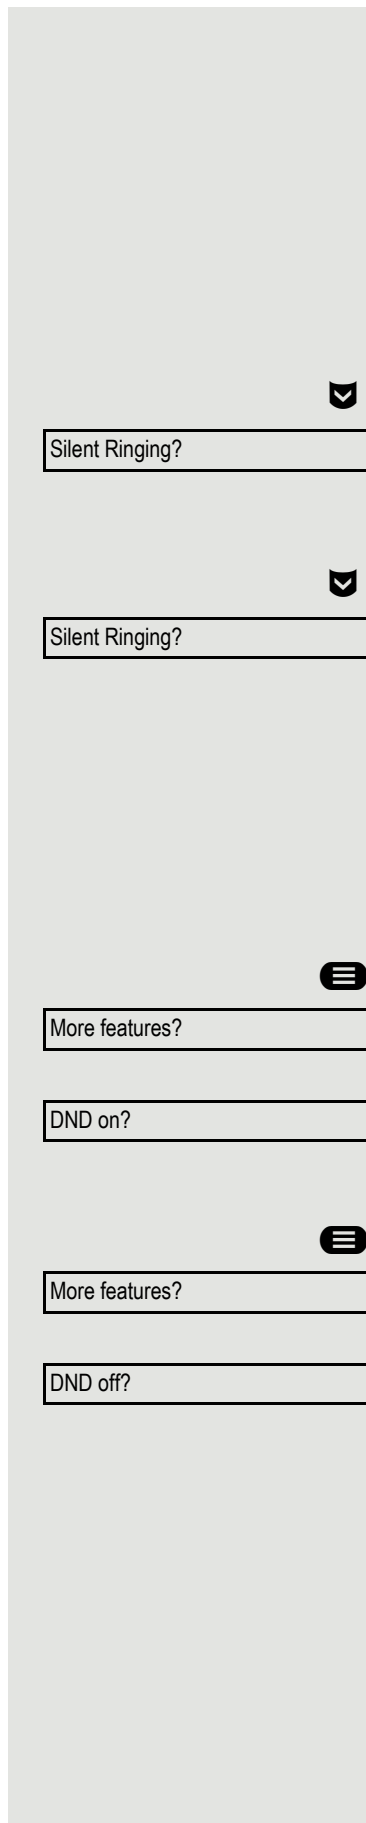 Silent Ringing?
Silent Ringing?
More features?
DND on?
More features?
DND off?